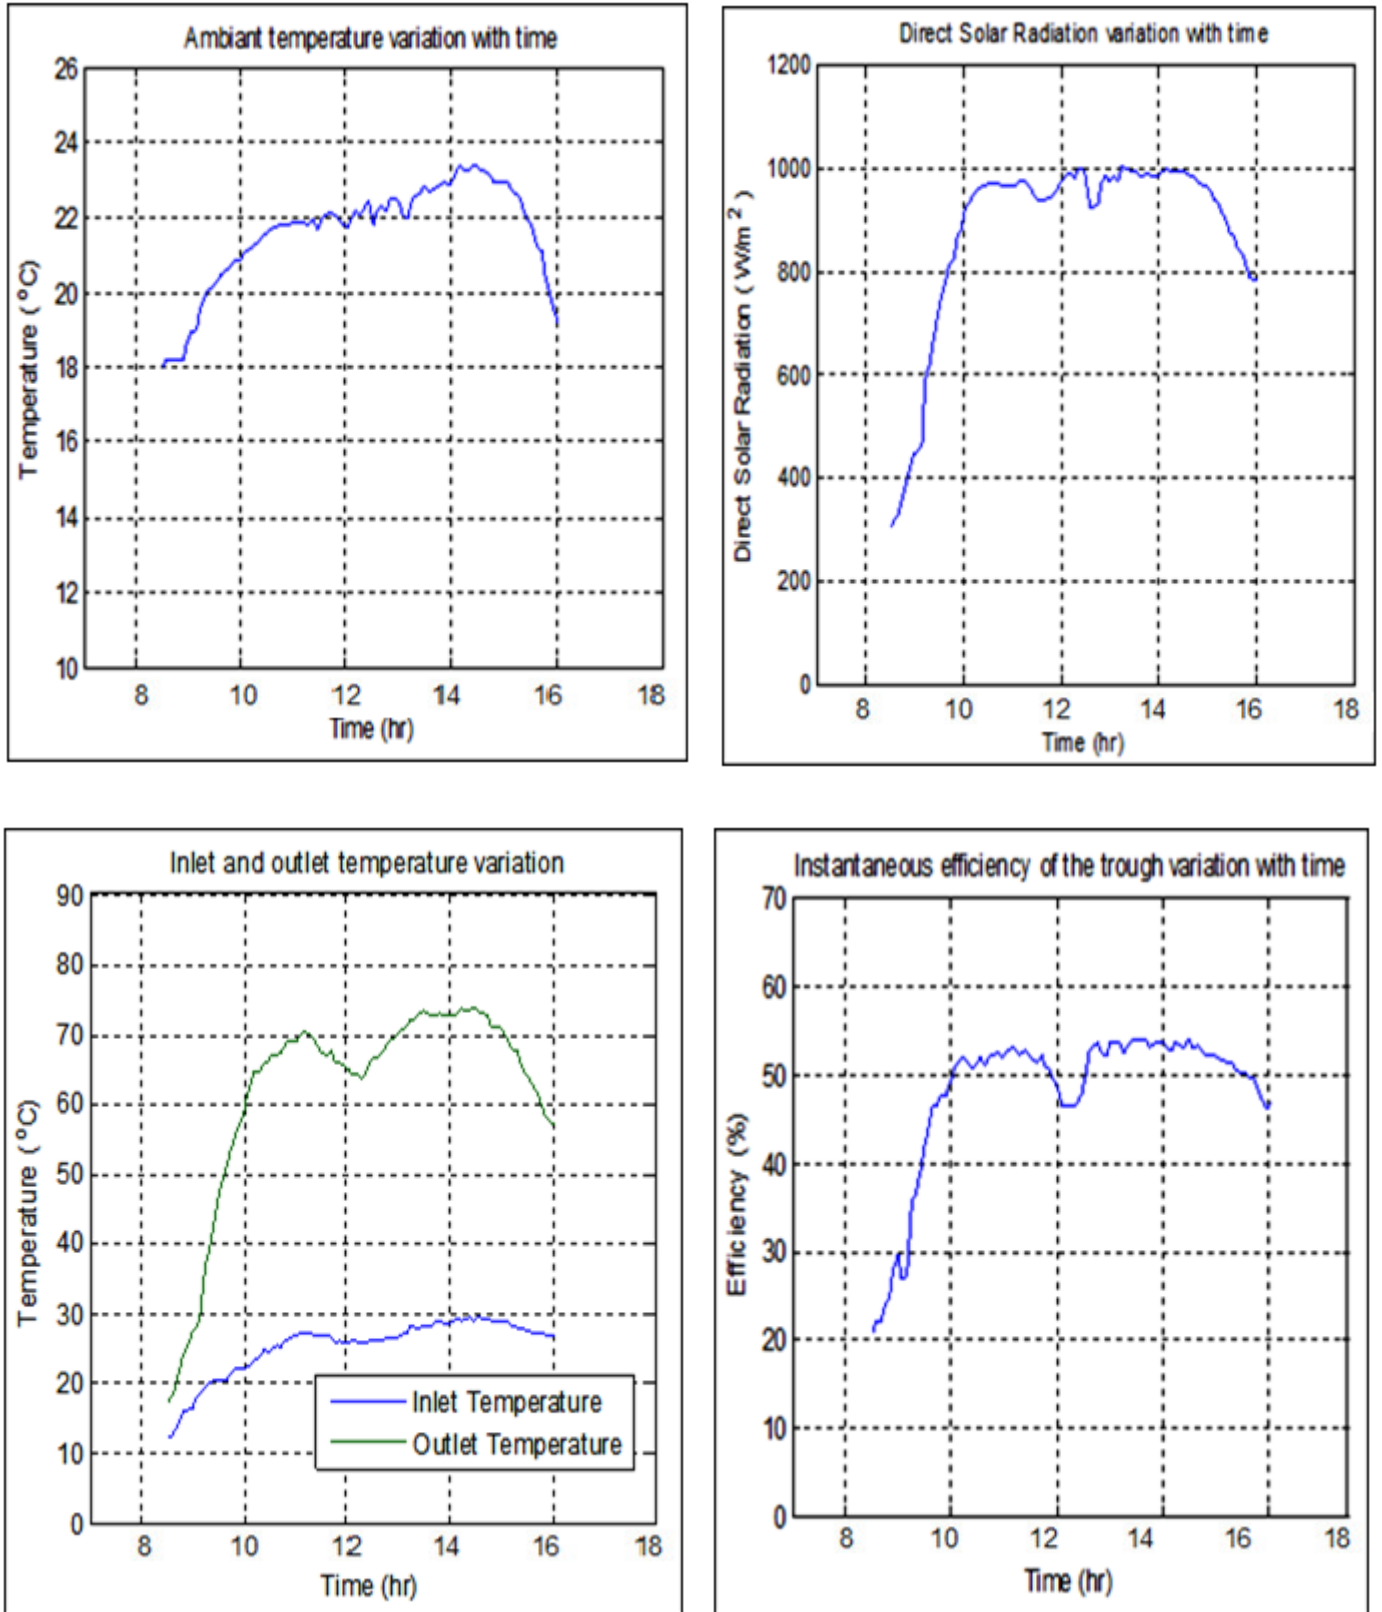 Ambiant temperature variation with time
26
24
22
20
18
16
14
12
10
Temperature ( °C)
8 10 12 14 16 18
Time (hr)
Direct Solar Radiation variation with time
1200
1000
800
600
400
200
0
Direct Solar Radiation ( W/m ²)
8 10 12 14 16 18
Time (hr)
Inlet and outlet temperature variation
90
80
70
60
50
40
30
20
10
0
Temperature ( °C)
Inlet Temperature
Outlet Temperature
8 10 12 14 16 18
Time (hr)
Instantaneous efficiency of the trough variation with time
70
60
50
40
30
20
10
0
Efficiency (%)
8 10 12 14 16 18
Time (hr)